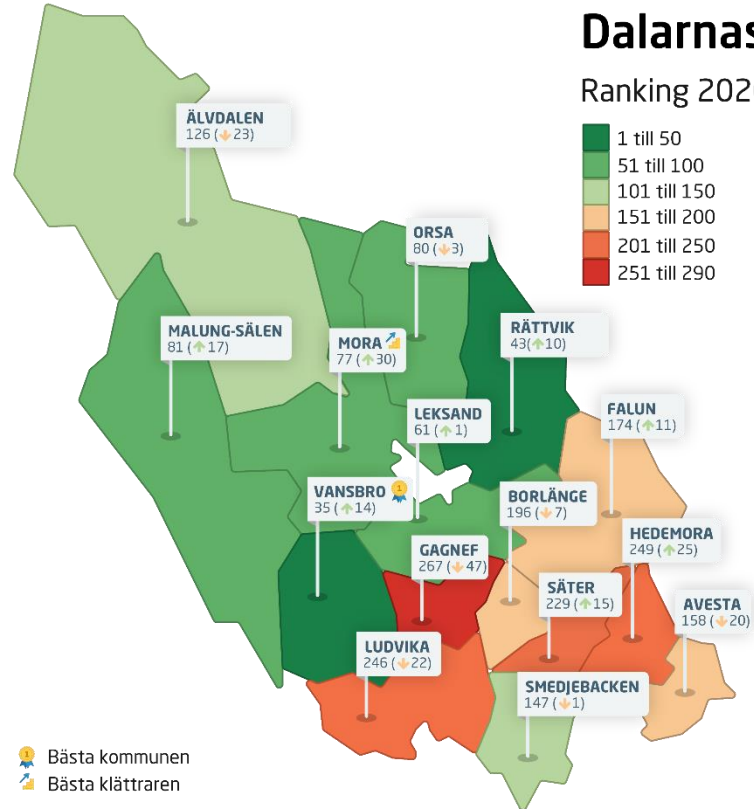 Dalarnas
Ranking 202
1 till 50
51 till 100
101 till 150
151 till 200
201 till 250
251 till 290
ÄLVDALEN
126 (↓23)
ORSA
80 (↓3)
MALUNG-SÄLEN
81 (↑17)
MORA
77 (↑30)
RÄTTVIK
43(↑10)
LEKSAND
61 (↑1)
FALUN
174 (↑11)
VANSBRO 1
35 (↑14)
BORLÄNGE
196 (↓7)
GAGNEF
267 (↓47)
HEDEMORA
249 (↑25)
SÄTER
229 (↑15)
AVESTA
158 (↓20)
LUDVIKA
246 (↓22)
SMEDJEBACKEN
147 (↓1)
1 Bästa kommunen
Bästa klättraren